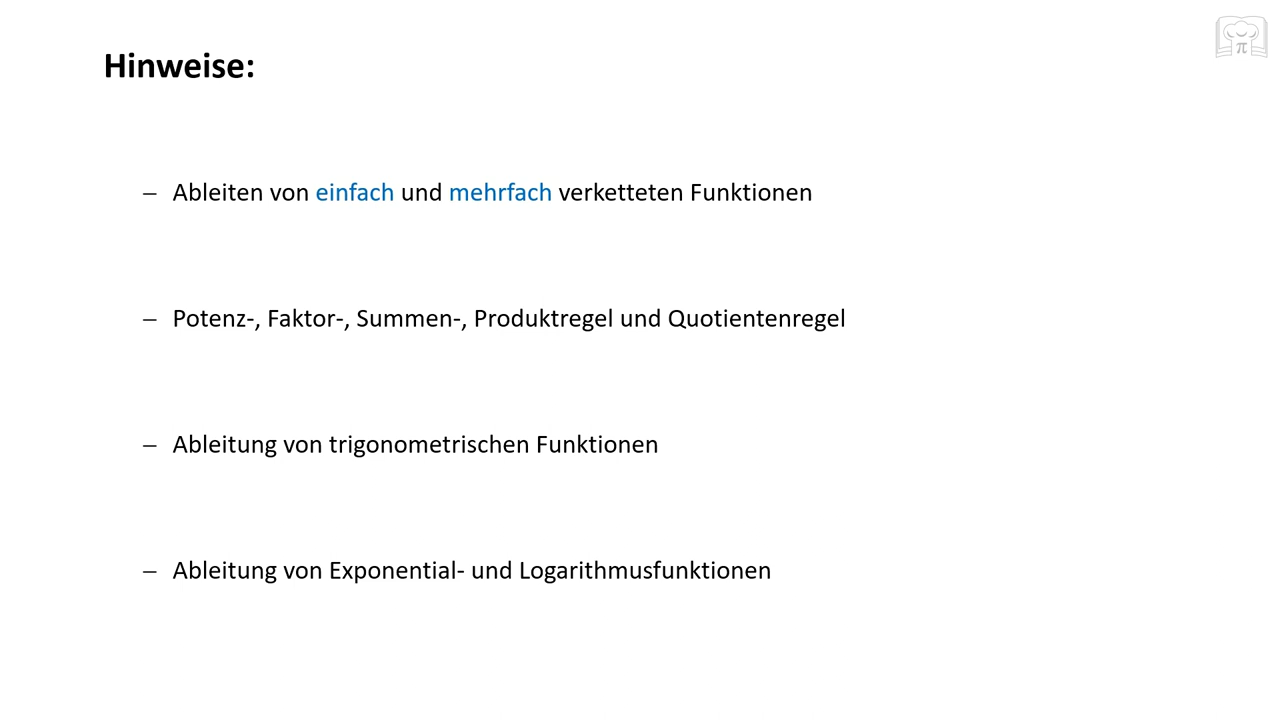 Hinweise:
– Ableiten von einfach und mehrfach verketteten Funktionen
– Potenz-, Faktor-, Summen-, Produktregel und Quotientenregel
– Ableitung von trigonometrischen Funktionen
– Ableitung von Exponential- und Logarithmusfunktionen
π